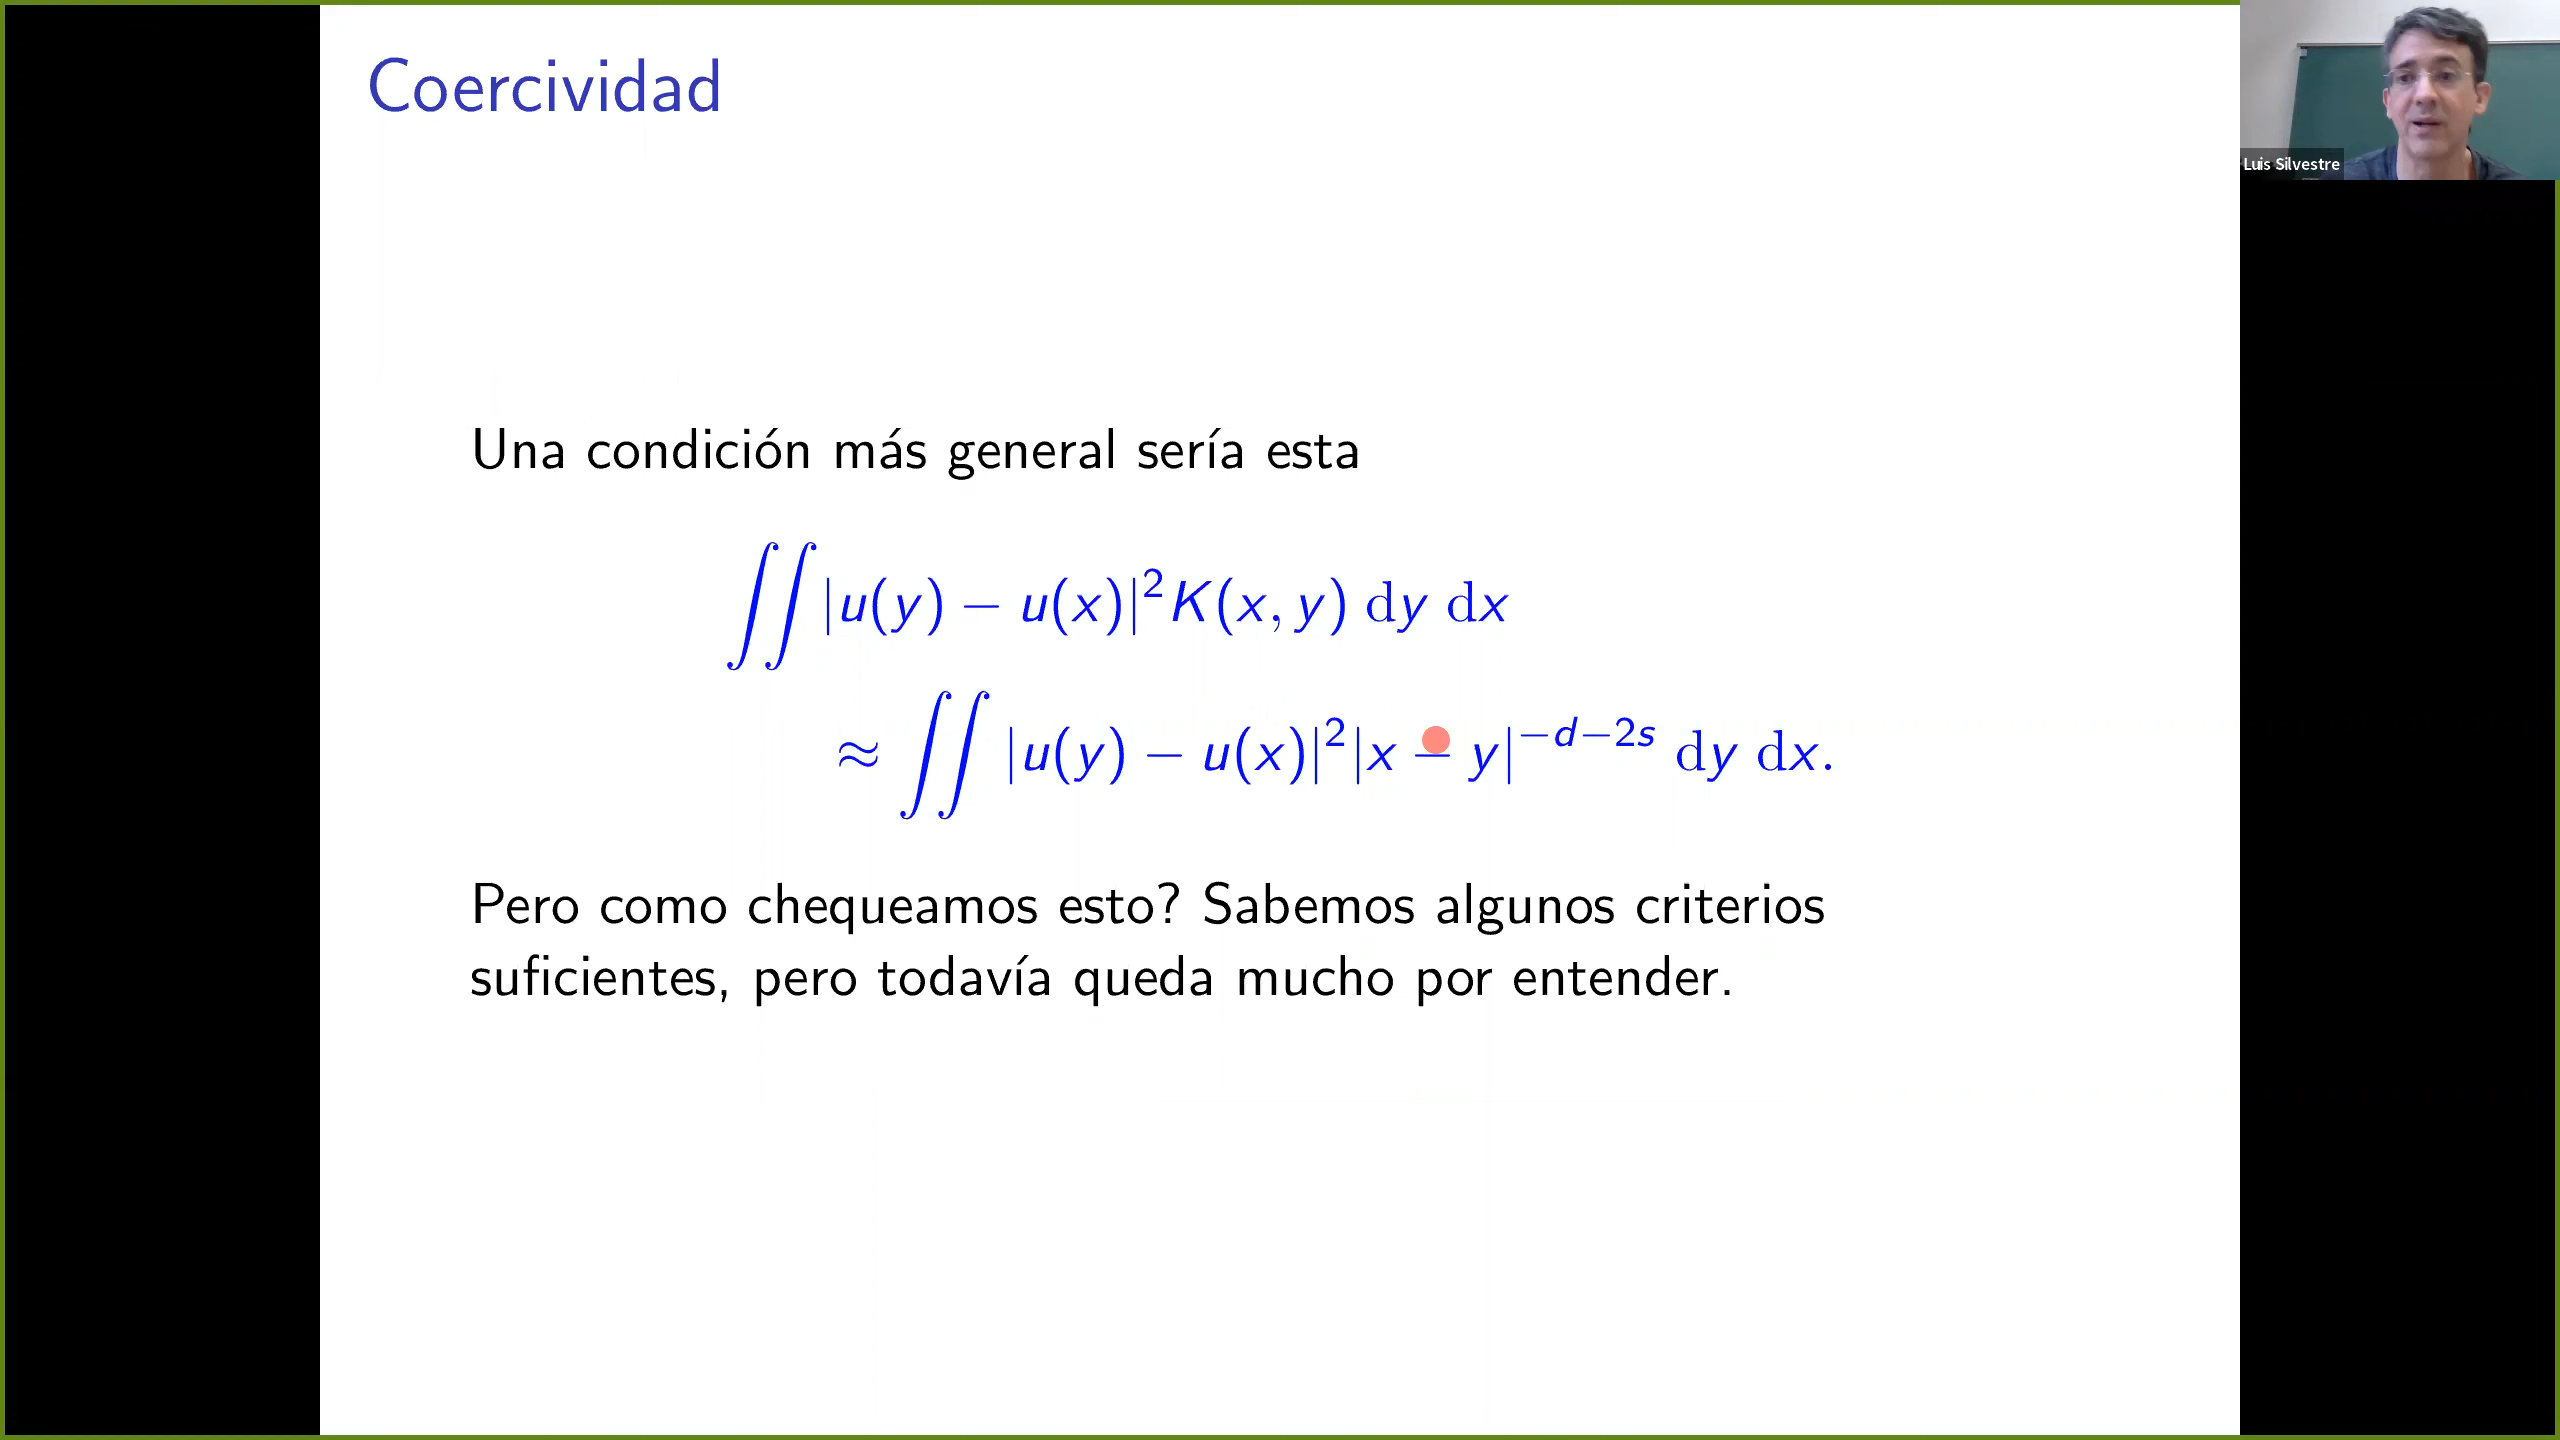 Coercividad
Luis Silvestre
Una condición más general sería esta
∬|u(y) − u(x)|²K(x, y) dy dx
≈ ∬ |u(y) − u(x)|²|x − y|⁻ᵈ⁻²ˢ dy dx.
Pero como chequeamos esto? Sabemos algunos criterios
suficientes, pero todavía queda mucho por entender.